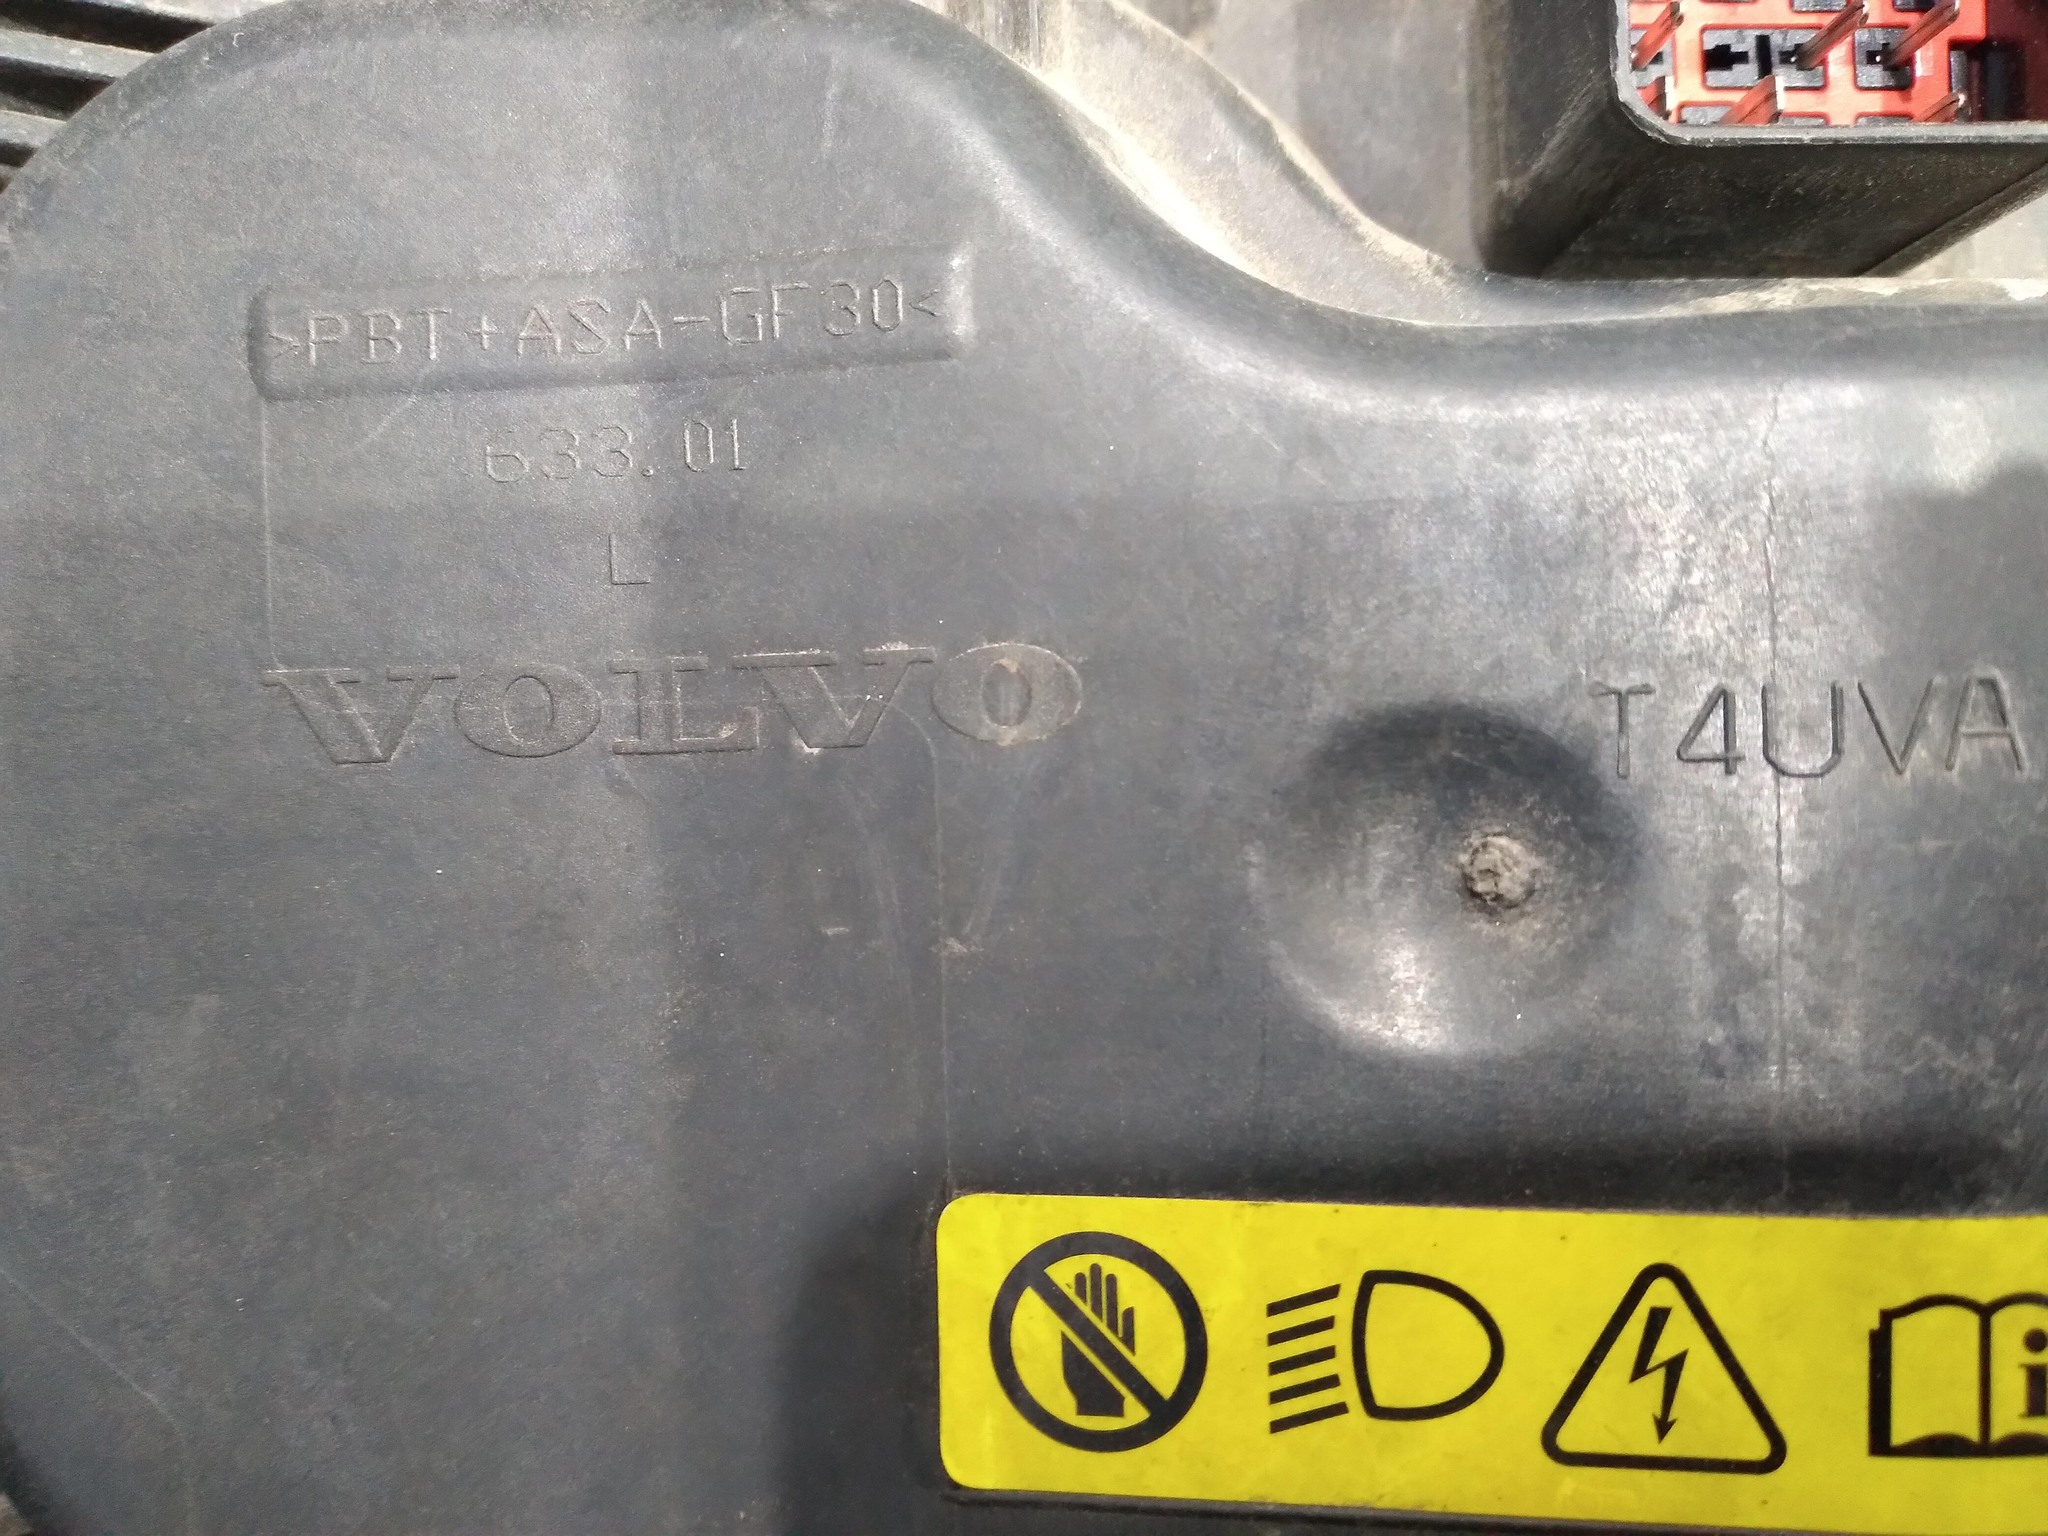 >PBT+ASA-GF30<
633.01
L
VOLVO
T4UVA
i